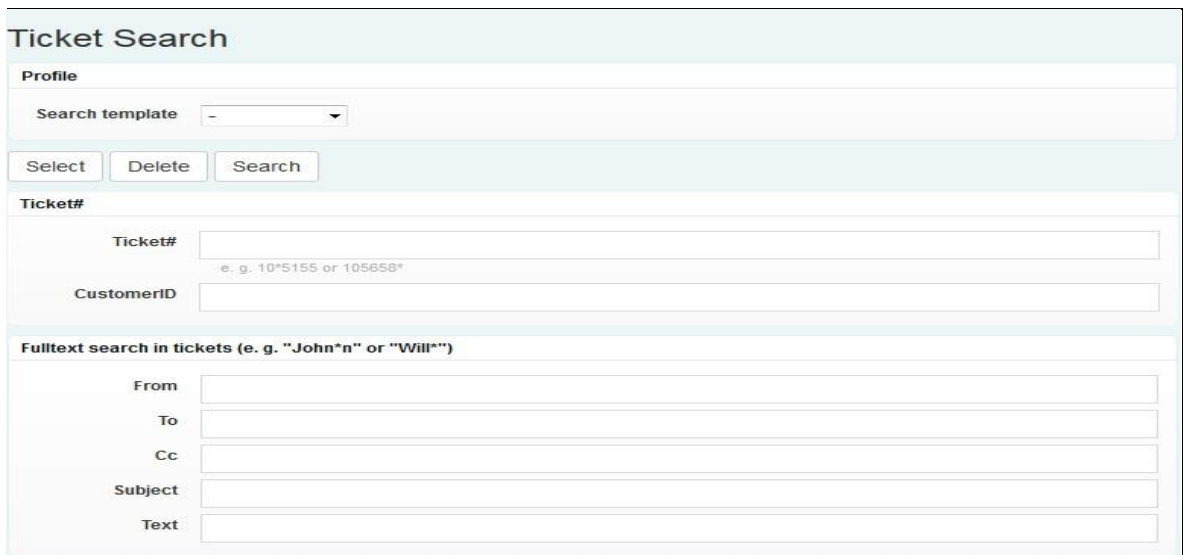 Ticket Search
Profile
Search template -
Select Delete Search
Ticket#
Ticket#
e. g. 10*5155 or 105658*
CustomerID
Fulltext search in tickets (e. g. "John*n" or "Will*")
From
To
Cc
Subject
Text